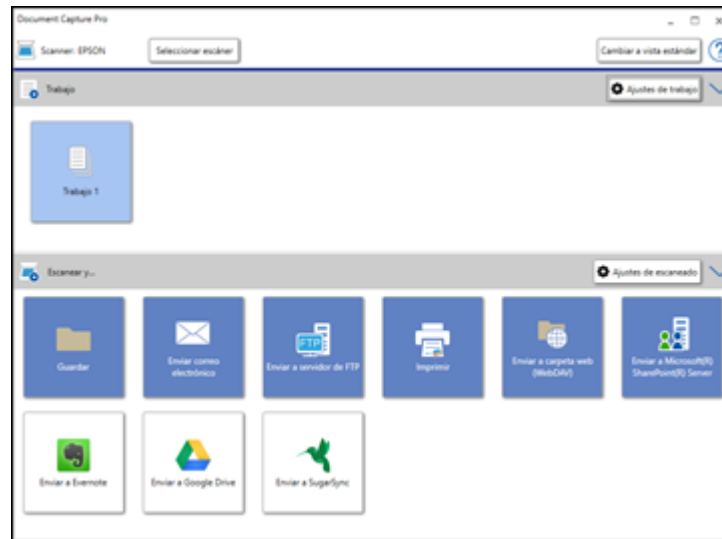 Document Capture Pro
Scanner: EPSON
Seleccionar escáner
Cambiar a vista estándar
?
Trabajo
Ajustes de trabajo
Trabajo 1
Escanear y...
Ajustes de escaneado
Guardar
Enviar correo
electrónico
FTP
Enviar a servidor de FTP
Imprimir
Enviar a carpeta web
(WebDAV)
Enviar a Microsoft(R)
SharePoint(R) Server
Enviar a Evernote
Enviar a Google Drive
Enviar a SugarSync